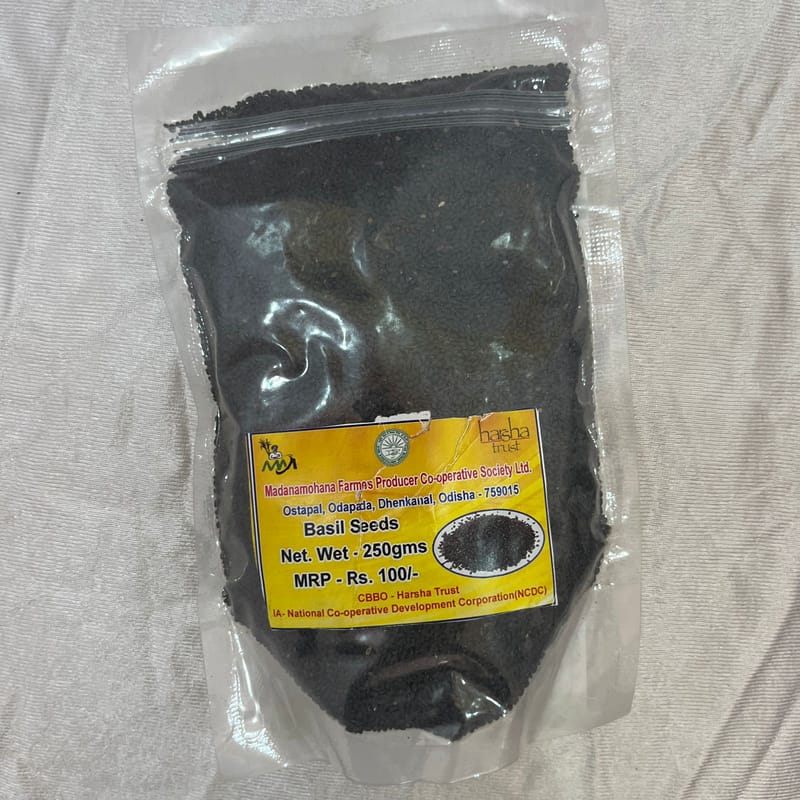 harsha
trust
Madanamohana Farmes Producer Co-operative Society Ltd.
Ostapal, Odapada, Dhenkanal, Odisha - 759015
Basil Seeds
Net. Wet - 250gms
MRP - Rs. 100/-
CBBO - Harsha Trust
IA- National Co-operative Development Corporation(NCDC)